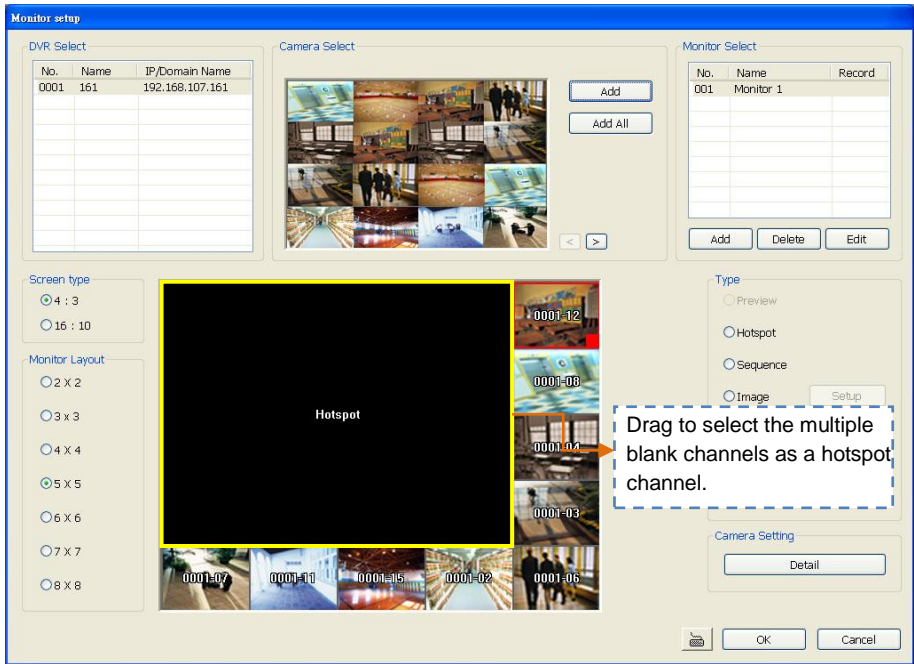 Monitor setup
DVR Select
No. Name IP/Domain Name
0001 161 192.168.107.161
Camera Select
Add
Add All
<
>
Monitor Select
No. Name Record
001 Monitor 1
Add Delete Edit
Screen type
4 : 3
16 : 10
Monitor Layout
2 X 2
3 x 3
4 X 4
5 X 5
6 X 6
7 X 7
8 X 8
Hotspot
0001-12
0001-08
0001-04
0001-03
0001-07 0001-11 0001-15 0001-02 0001-06
Type
Preview
Hotspot
Sequence
Image Setup
Drag to select the multiple
blank channels as a hotspot
channel.
Camera Setting
Detail
OK Cancel